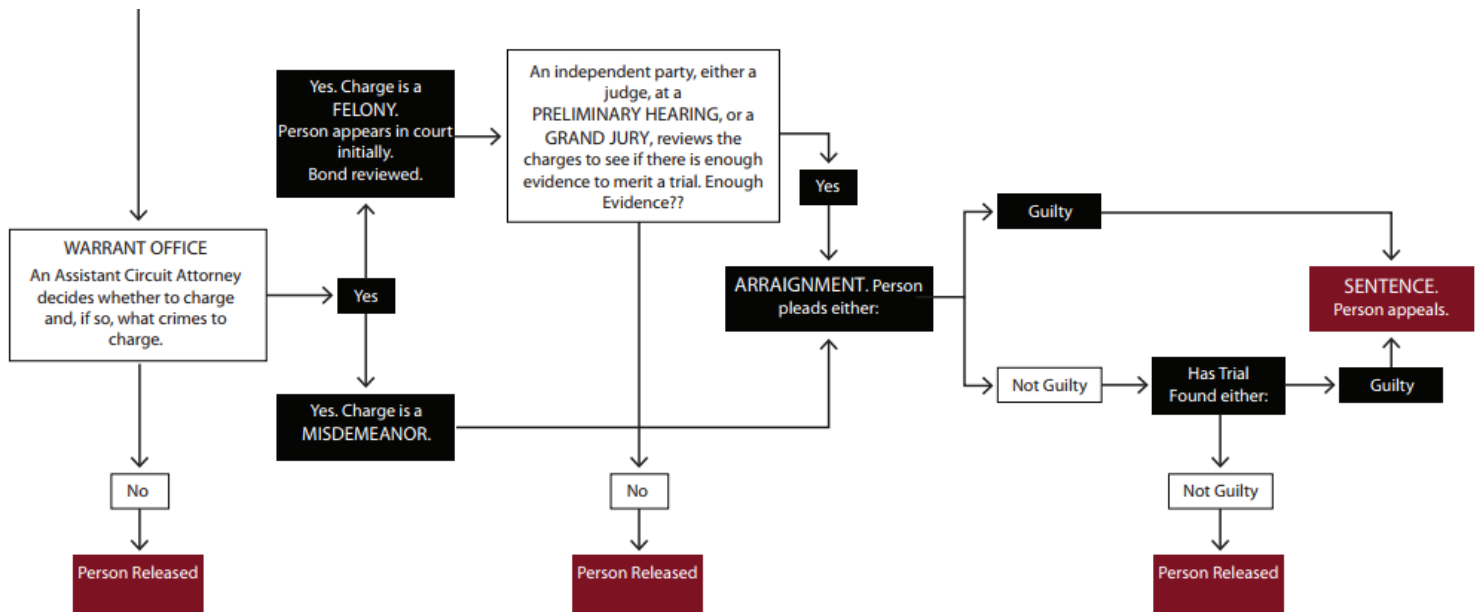 WARRANT OFFICE
An Assistant Circuit Attorney
decides whether to charge
and, if so, what crimes to
charge.
No
Person Released
Yes
Yes. Charge is a
FELONY.
Person appears in court
initially.
Bond reviewed.
Yes. Charge is a
MISDEMEANOR.
An independent party, either a
judge, at a
PRELIMINARY HEARING, or a
GRAND JURY, reviews the
charges to see if there is enough
evidence to merit a trial. Enough
Evidence??
No
Person Released
Yes
ARRAIGNMENT. Person
pleads either:
Guilty
Not Guilty
Has Trial
Found either:
Not Guilty
Person Released
Guilty
SENTENCE.
Person appeals.